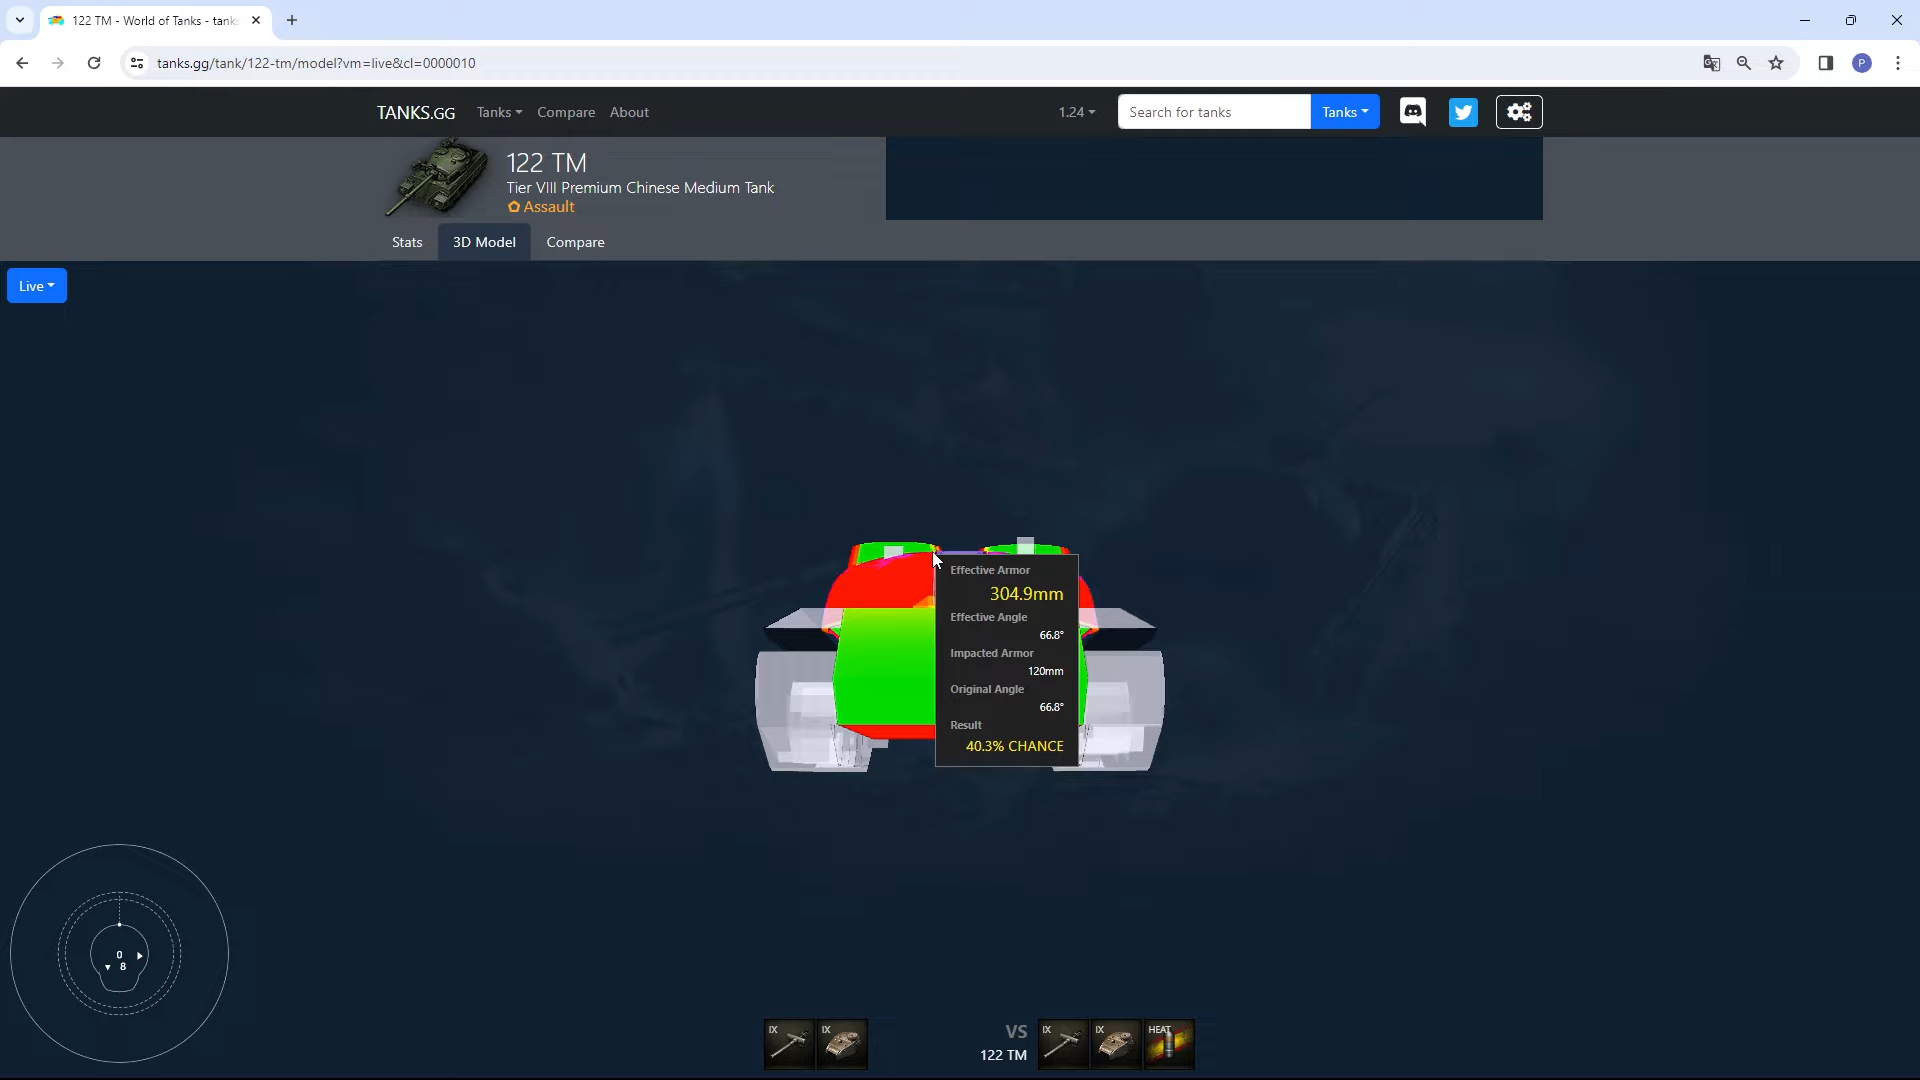 122 TM - World of Tanks - tank
tanks.gg/tank/122-tm/model?vm=live&cl=0000010
P
TANKS.GG
Tanks
Compare
About
1.24
Search for tanks
Tanks
122 TM
Tier VIII Premium Chinese Medium Tank
Assault
Stats
3D Model
Compare
Live
Effective Armor
304.9mm
Effective Angle
66.8°
Impacted Armor
120mm
Original Angle
66.8°
Result
40.3% CHANCE
0
8
IX
IX
VS
122 TM
IX
IX
HEAT